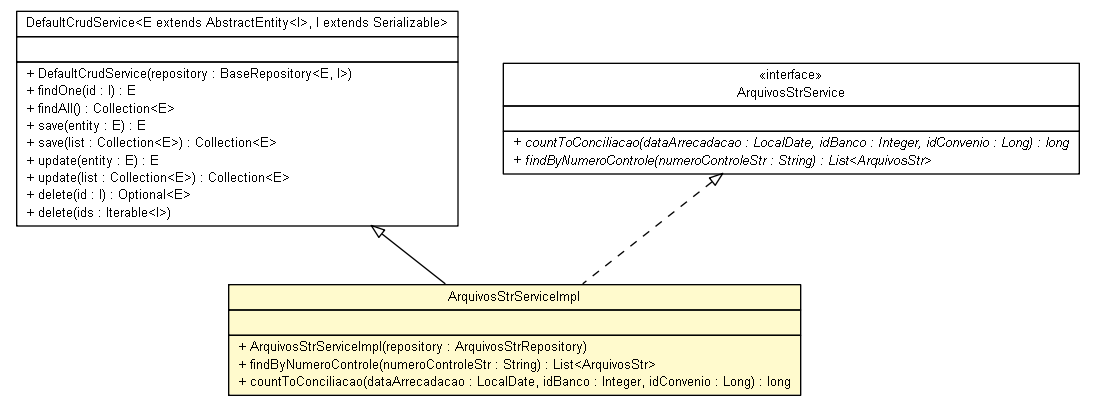 DefaultCrudService<E extends AbstractEntity<I>, I extends Serializable>
+ DefaultCrudService(repository : BaseRepository<E, I>)
+ findOne(id : I) : E
+ findAll() : Collection<E>
+ save(entity : E) : E
+ save(list : Collection<E>) : Collection<E>
+ update(entity : E) : E
+ update(list : Collection<E>) : Collection<E>
+ delete(id : I) : Optional<E>
+ delete(ids : Iterable<I>)
«interface»
ArquivosStrService
+ countToConciliacao(dataArrecadacao : LocalDate, idBanco : Integer, idConvenio : Long) : long
+ findByNumeroControle(numeroControleStr : String) : List<ArquivosStr>
ArquivosStrServiceImpl
+ ArquivosStrServiceImpl(repository : ArquivosStrRepository)
+ findByNumeroControle(numeroControleStr : String) : List<ArquivosStr>
+ countToConciliacao(dataArrecadacao : LocalDate, idBanco : Integer, idConvenio : Long) : long